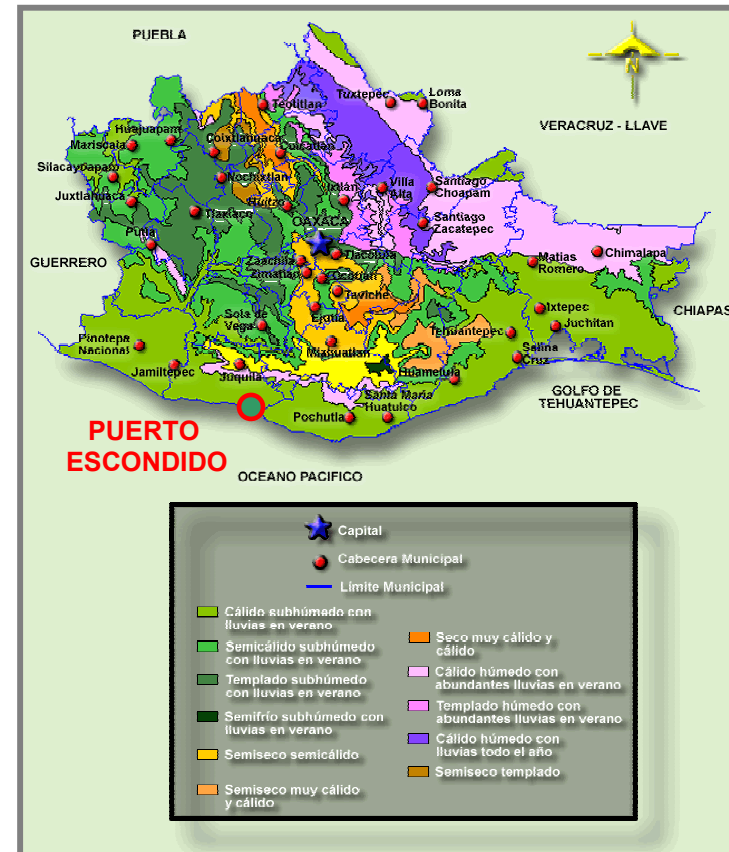 PUEBLA
N
Tuxtepec
Loma
Bonita
Teotitlan
VERACRUZ - LLAVE
Huajuapam
Mariscala
Coixtlahuaca
Cuicatlan
Silacayoapam
Nochixtlan
Ixtlán
Villa
Alta
Santiago
Choapam
Juxtlahuaca
Huitzo
Tlaxiaco
OAXACA
Santiago
Zacatepec
Putla
Tlacolula
Chimalapa
Matias
Romero
GUERRERO
Zaachila
Zimatlan
Ocotlan
Taviche
CHIAPAS
Ejutla
Ixtepec
Juchitan
Sola de
Vega
Tehuantepec
Pinotepa
Nacional
Miahuatlan
Salina
Cruz
Jamiltepec
Juquila
Huamelula
GOLFO DE
TEHUANTEPEC
Santa María
Huatulco
Pochutla
PUERTO
ESCONDIDO
OCEANO PACIFICO
Capital
Cabecera Municipal
Límite Municipal
Cálido subhúmedo con
lluvias en verano
Semicálido subhúmedo
con lluvias en verano
Templado subhúmedo
con lluvias en verano
Semifrío subhúmedo con
lluvias en verano
Semiseco semicálido
Semiseco muy cálido
y cálido
Seco muy cálido y
cálido
Cálido húmedo con
abundantes lluvias en verano
Templado húmedo con
abundantes lluvias en verano
Cálido húmedo con
lluvias todo el año
Semiseco templado